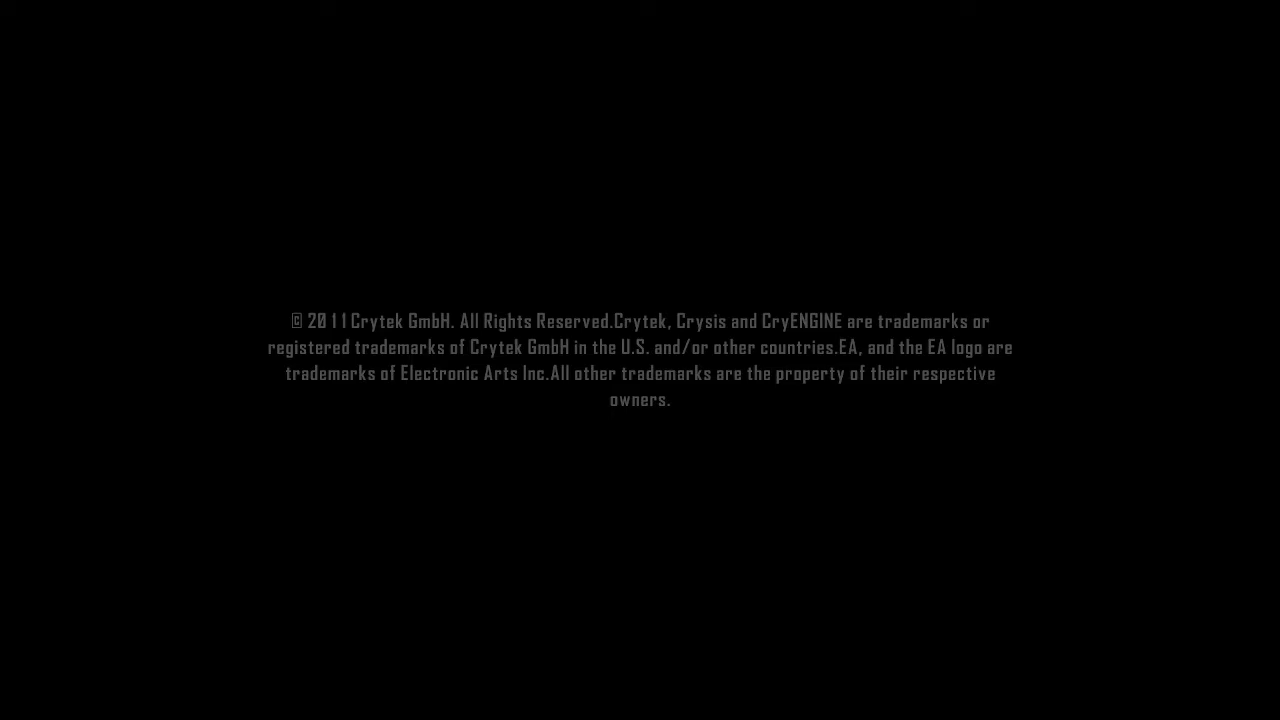 © 2011 Crytek GmbH. All Rights Reserved.Crytek, Crysis and CryENGINE are trademarks or
registered trademarks of Crytek GmbH in the U.S. and/or other countries.EA, and the EA logo are
trademarks of Electronic Arts Inc.All other trademarks are the property of their respective
owners.